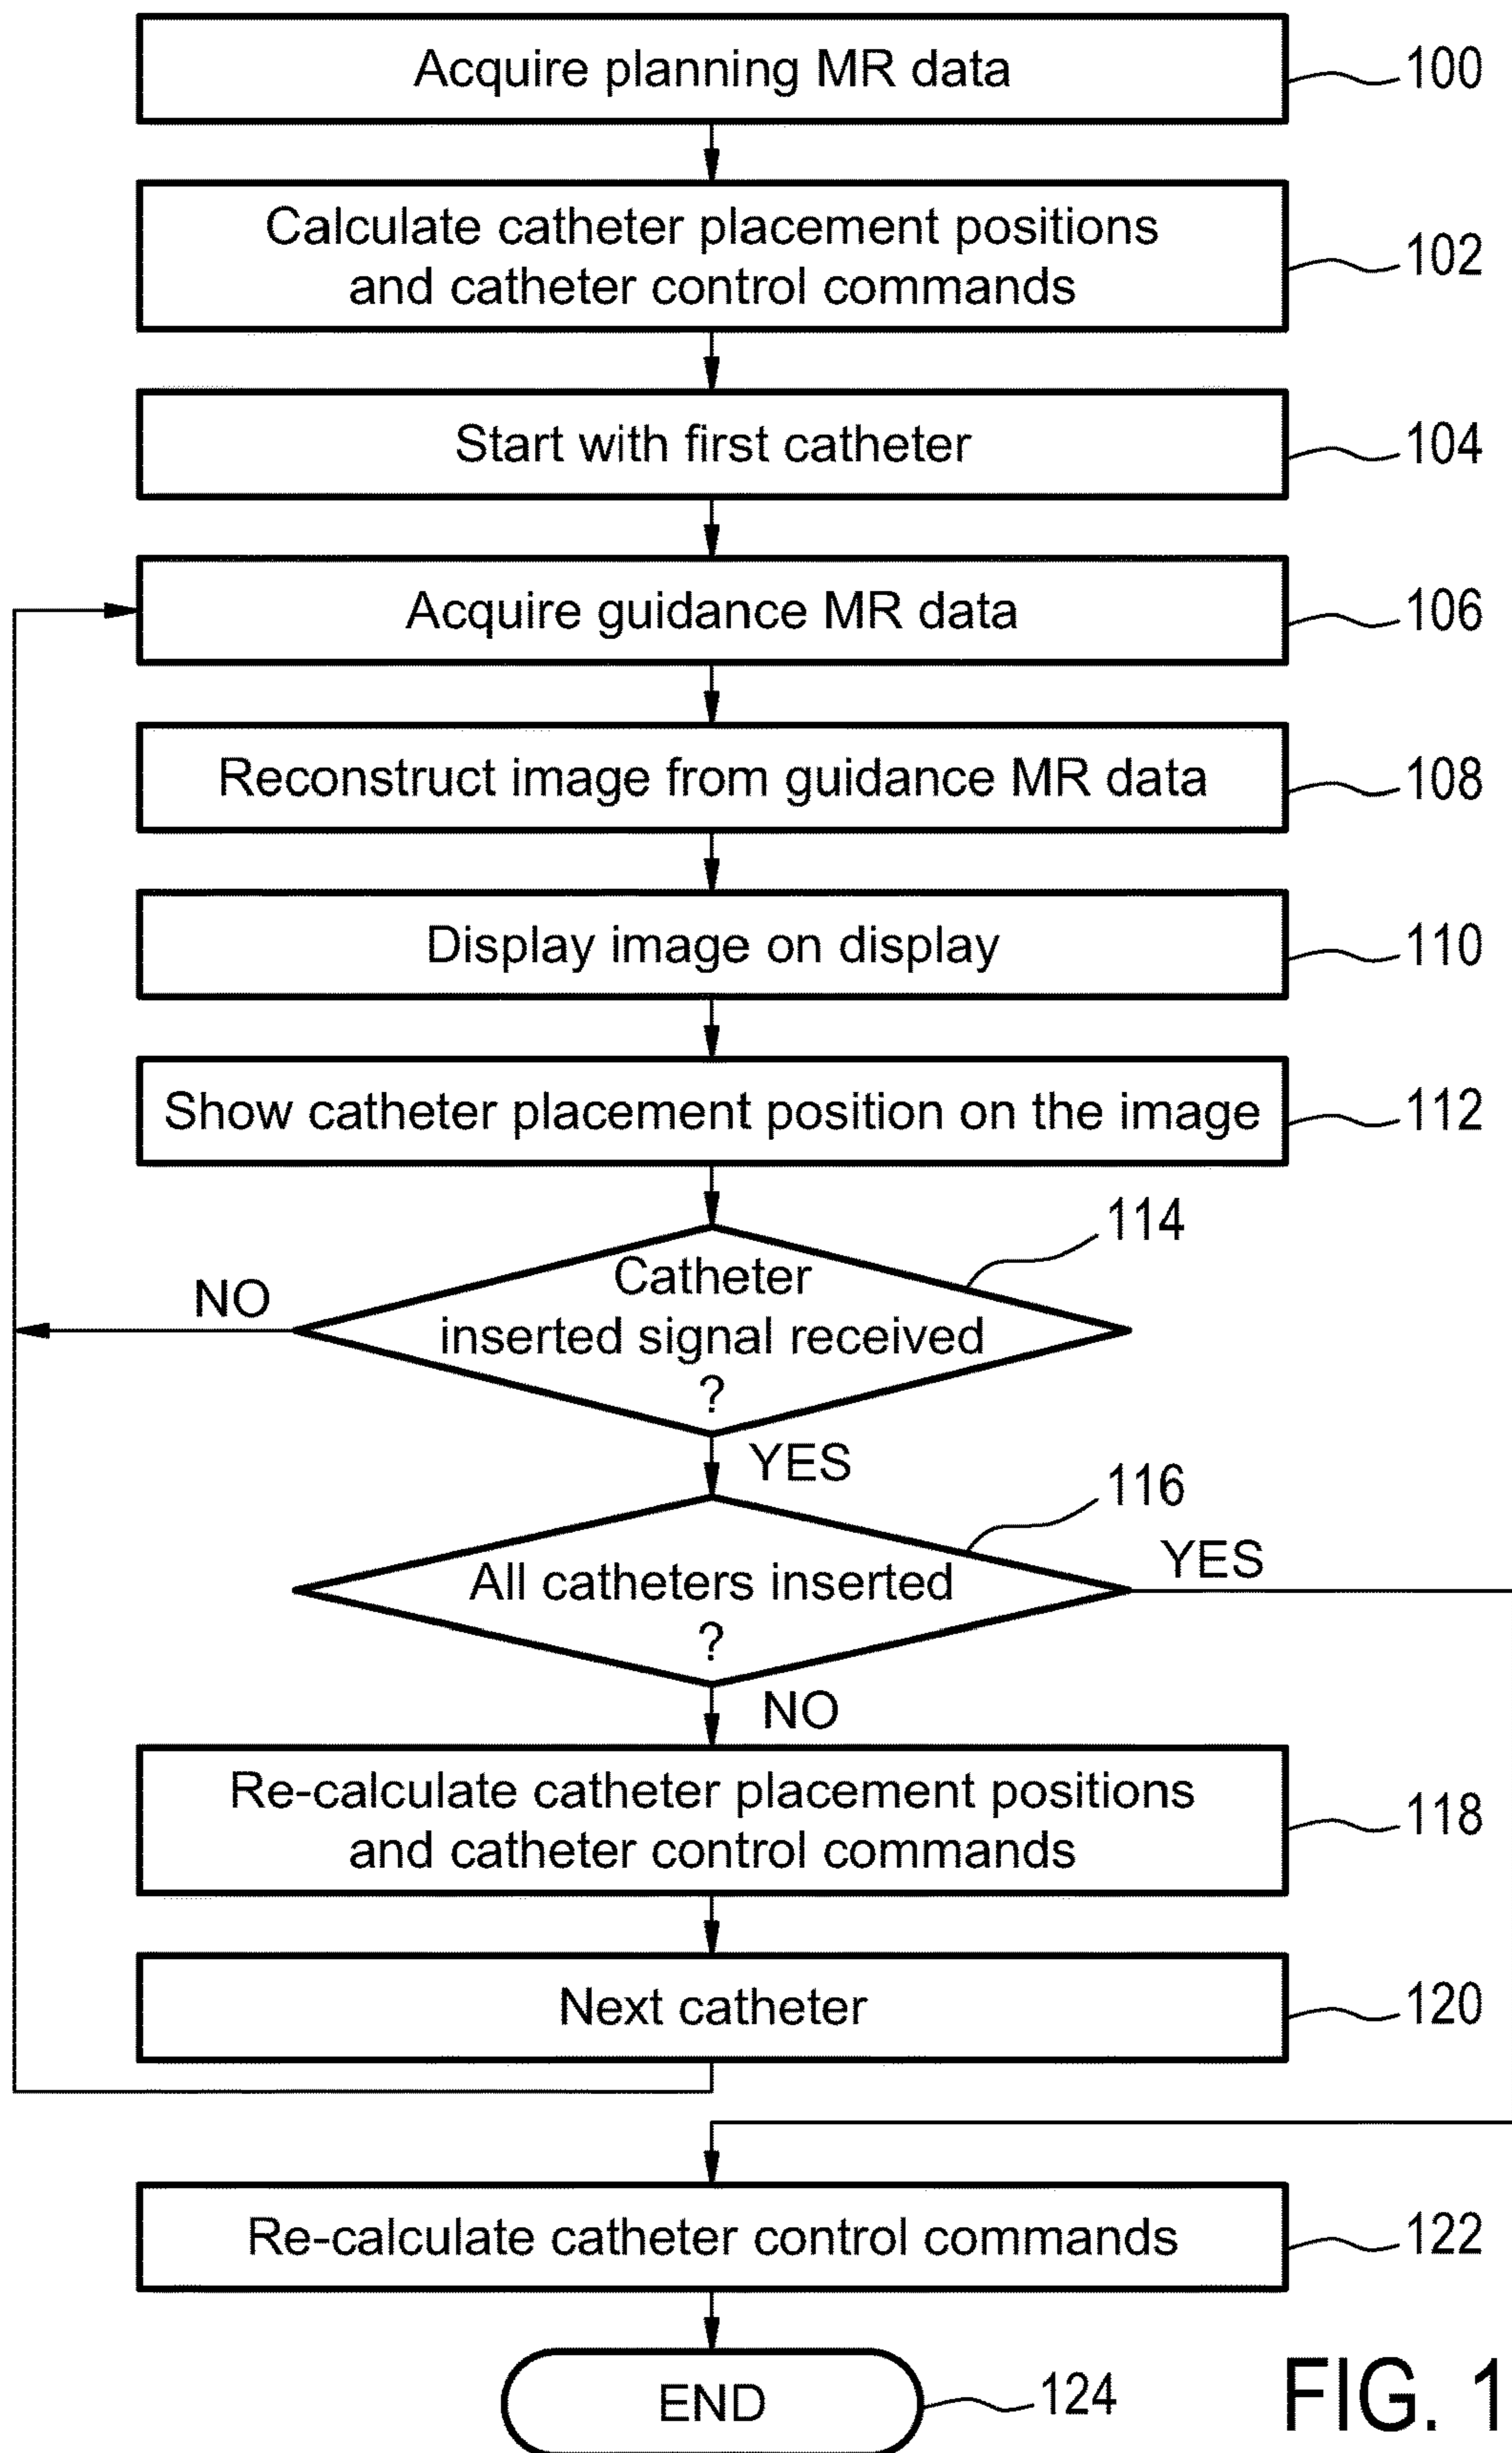 Acquire planning MR data
100
Calculate catheter placement positions
and catheter control commands
102
Start with first catheter
104
Acquire guidance MR data
106
Reconstruct image from guidance MR data
108
Display image on display
110
Show catheter placement position on the image
112
114
Catheter
inserted signal received
?
NO
YES
116
All catheters inserted
?
YES
NO
Re-calculate catheter placement positions
and catheter control commands
118
Next catheter
120
Re-calculate catheter control commands
122
END
124
FIG. 1